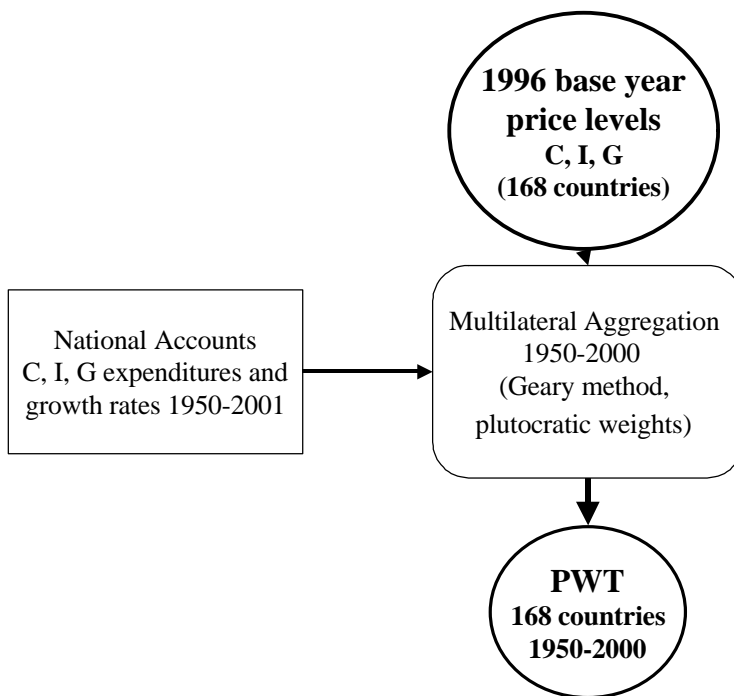 1996 base year
price levels
C, I, G
(168 countries)
National Accounts
C, I, G expenditures and
growth rates 1950-2001
Multilateral Aggregation
1950-2000
(Geary method,
plutocratic weights)
PWT
168 countries
1950-2000